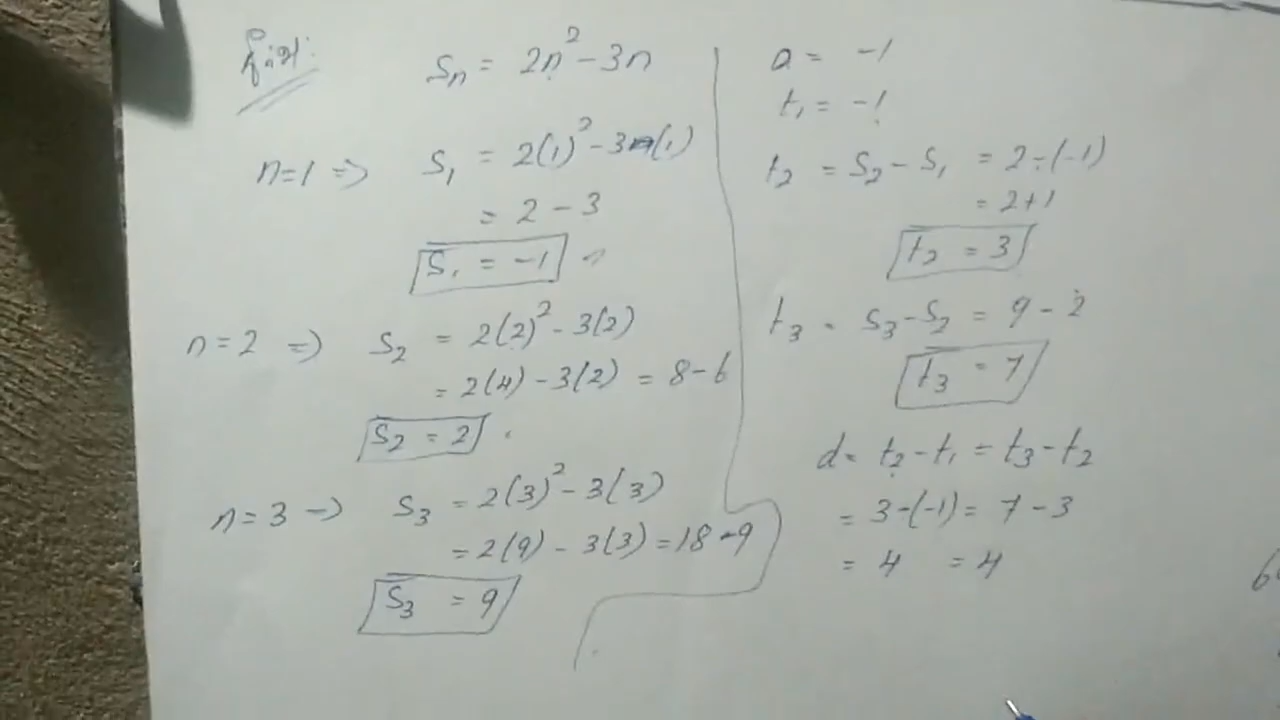 Sn = 2n² - 3n
n=1 => S₁ = 2(1)² - 3(1)
= 2 - 3
S₁ = -1
n=2 => S₂ = 2(2)² - 3(2)
= 2(4) - 3(2) = 8-6
S₂ = 2
n=3 -> S₃ = 2(3)² - 3(3)
= 2(9) - 3(3) = 18-9
S₃ = 9
a = -1
t₁ = -1
t₂ = S₂ - S₁ = 2-(-1)
= 2+1
t₂ = 3
t₃ = S₃-S₂ = 9-2
t₃ = 7
d = t₂-t₁ = t₃-t₂
= 3-(-1) = 7-3
= 4 = 4